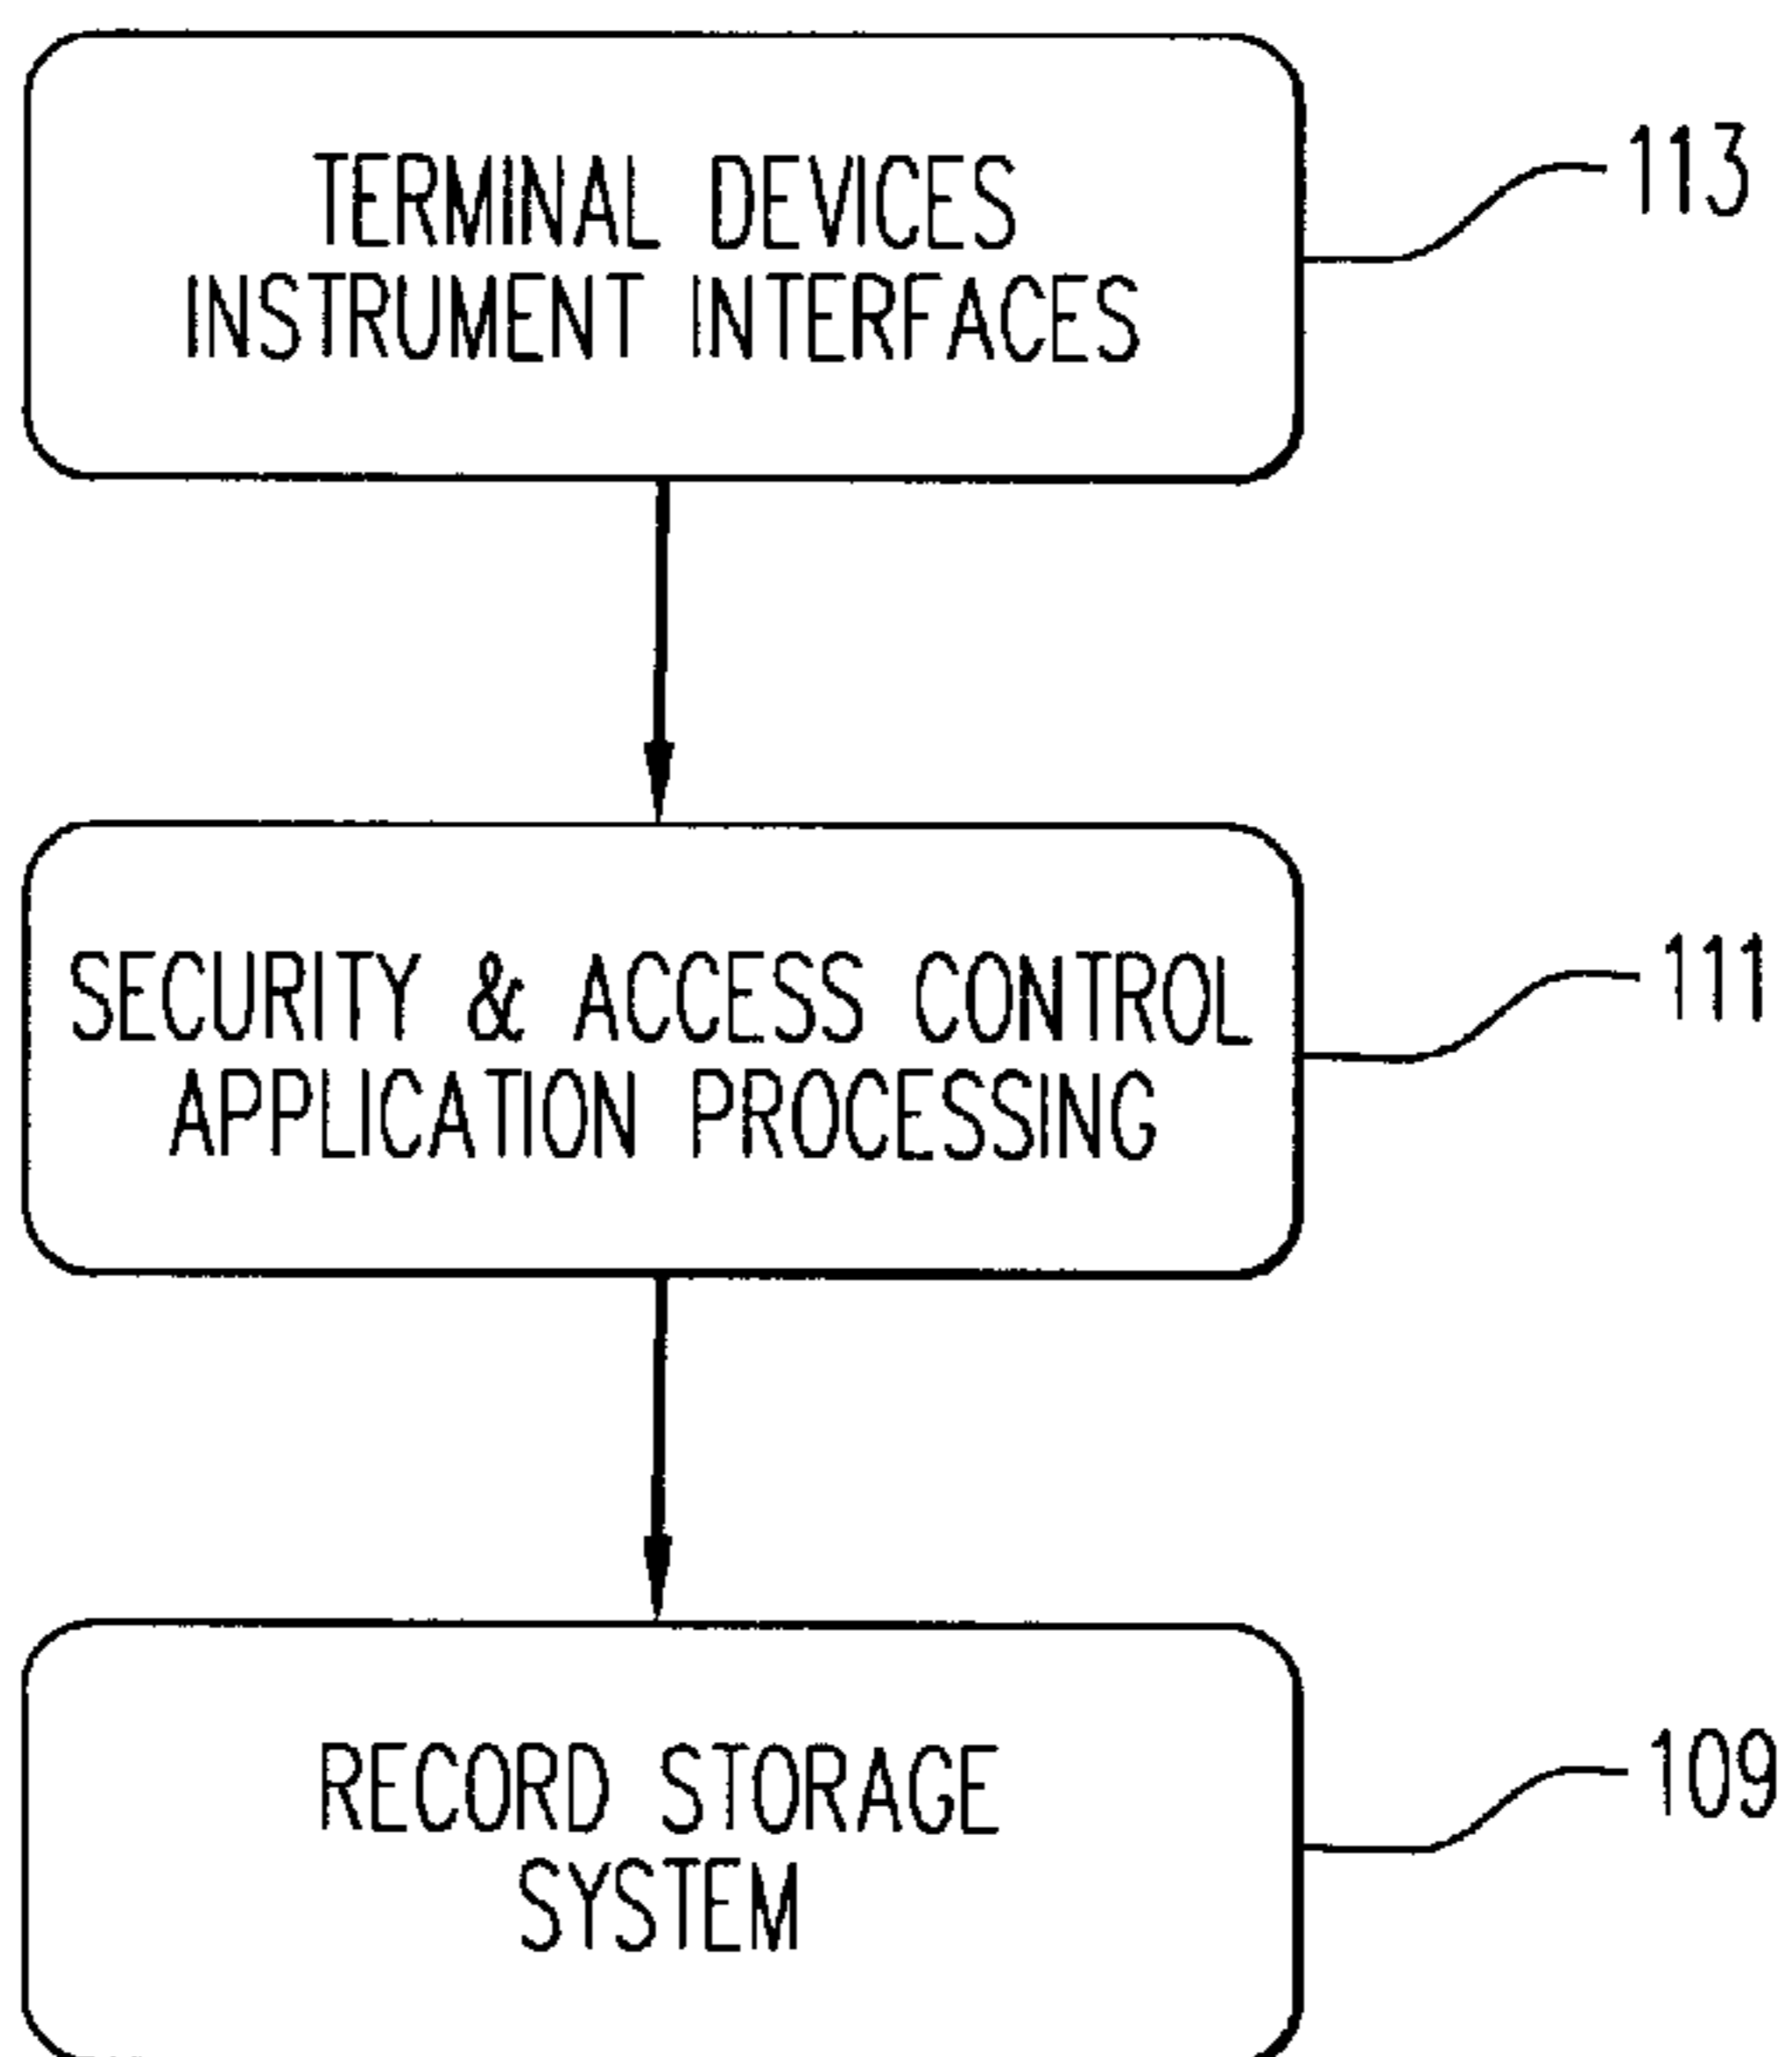 TERMINAL DEVICES
INSTRUMENT INTERFACES
113
SECURITY & ACCESS CONTROL
APPLICATION PROCESSING
111
RECORD STORAGE
SYSTEM
109